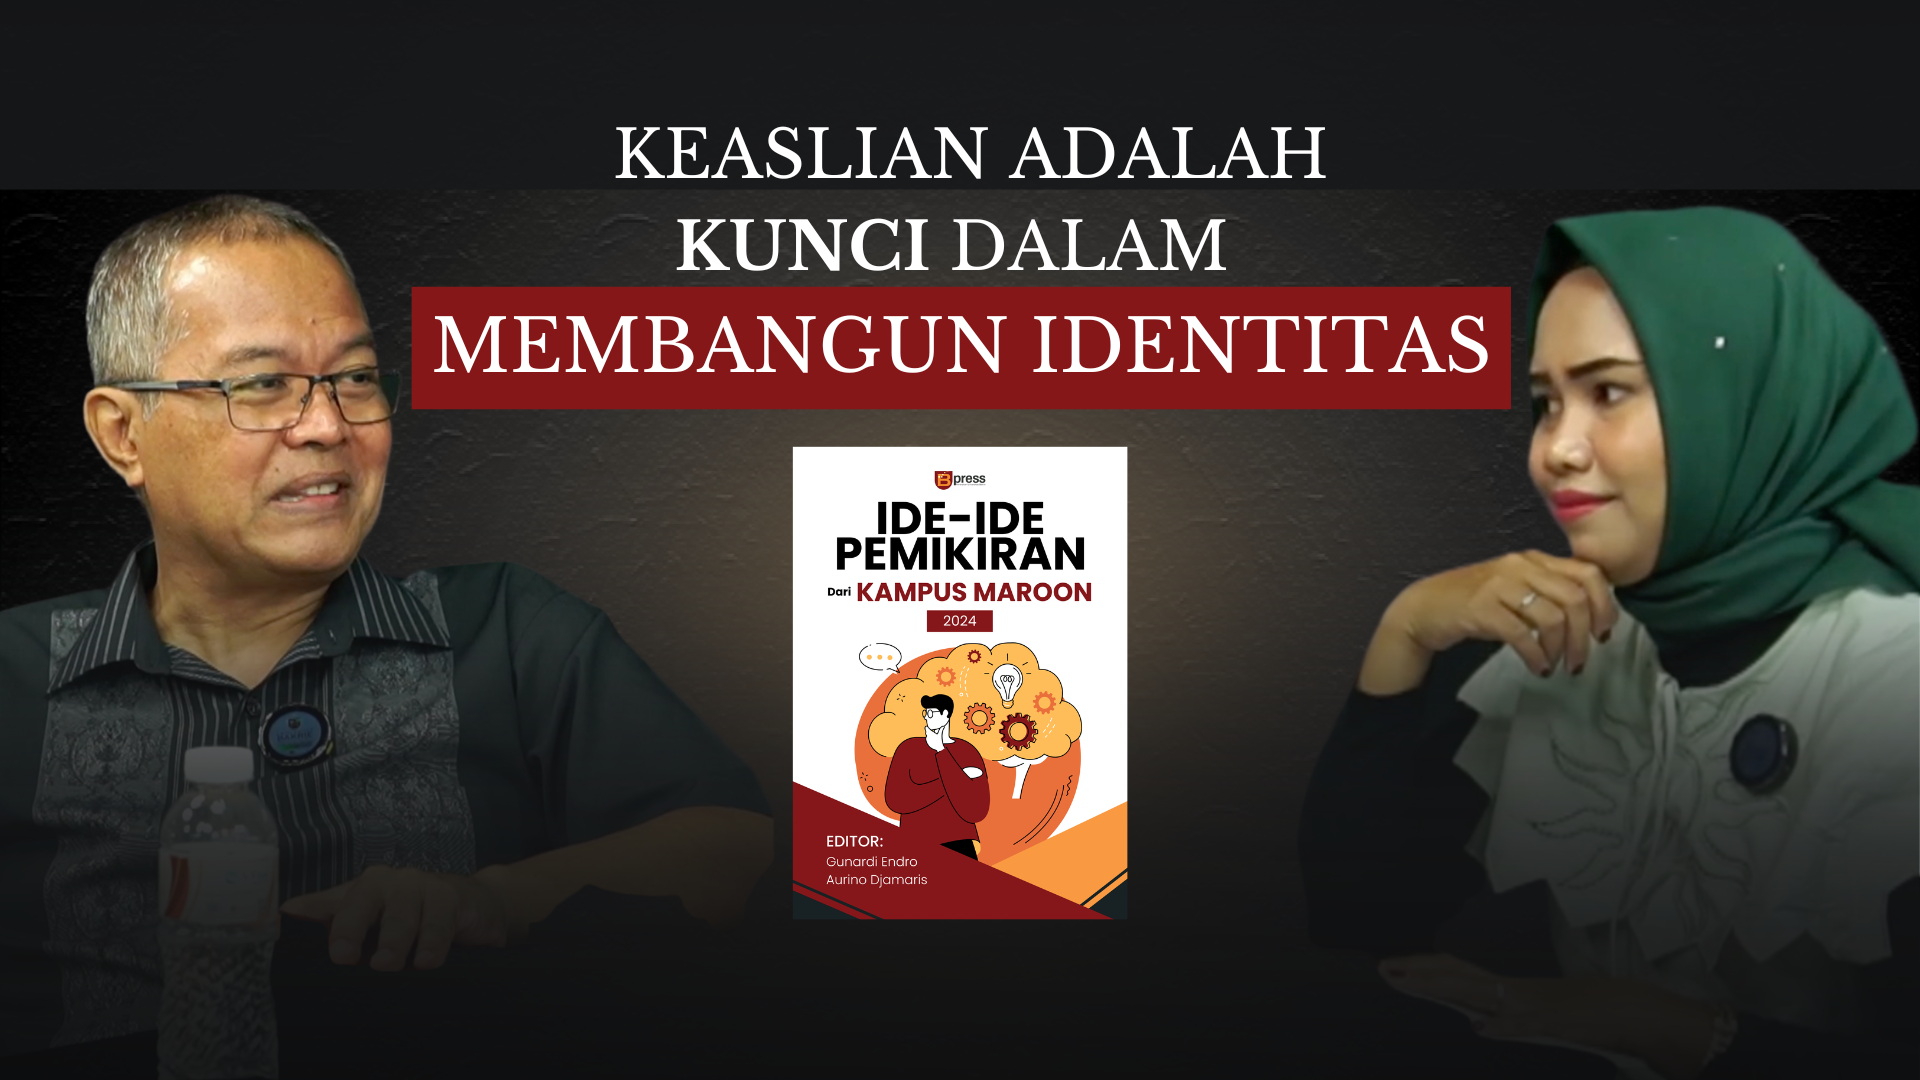 KEASLIAN ADALAH
KUNCI DALAM
MEMBANGUN IDENTITAS
B press
IDE-IDE
PEMIKIRAN
Dari KAMPUS MAROON
2024
EDITOR:
Gunardi Endro
Aurino Djamaris